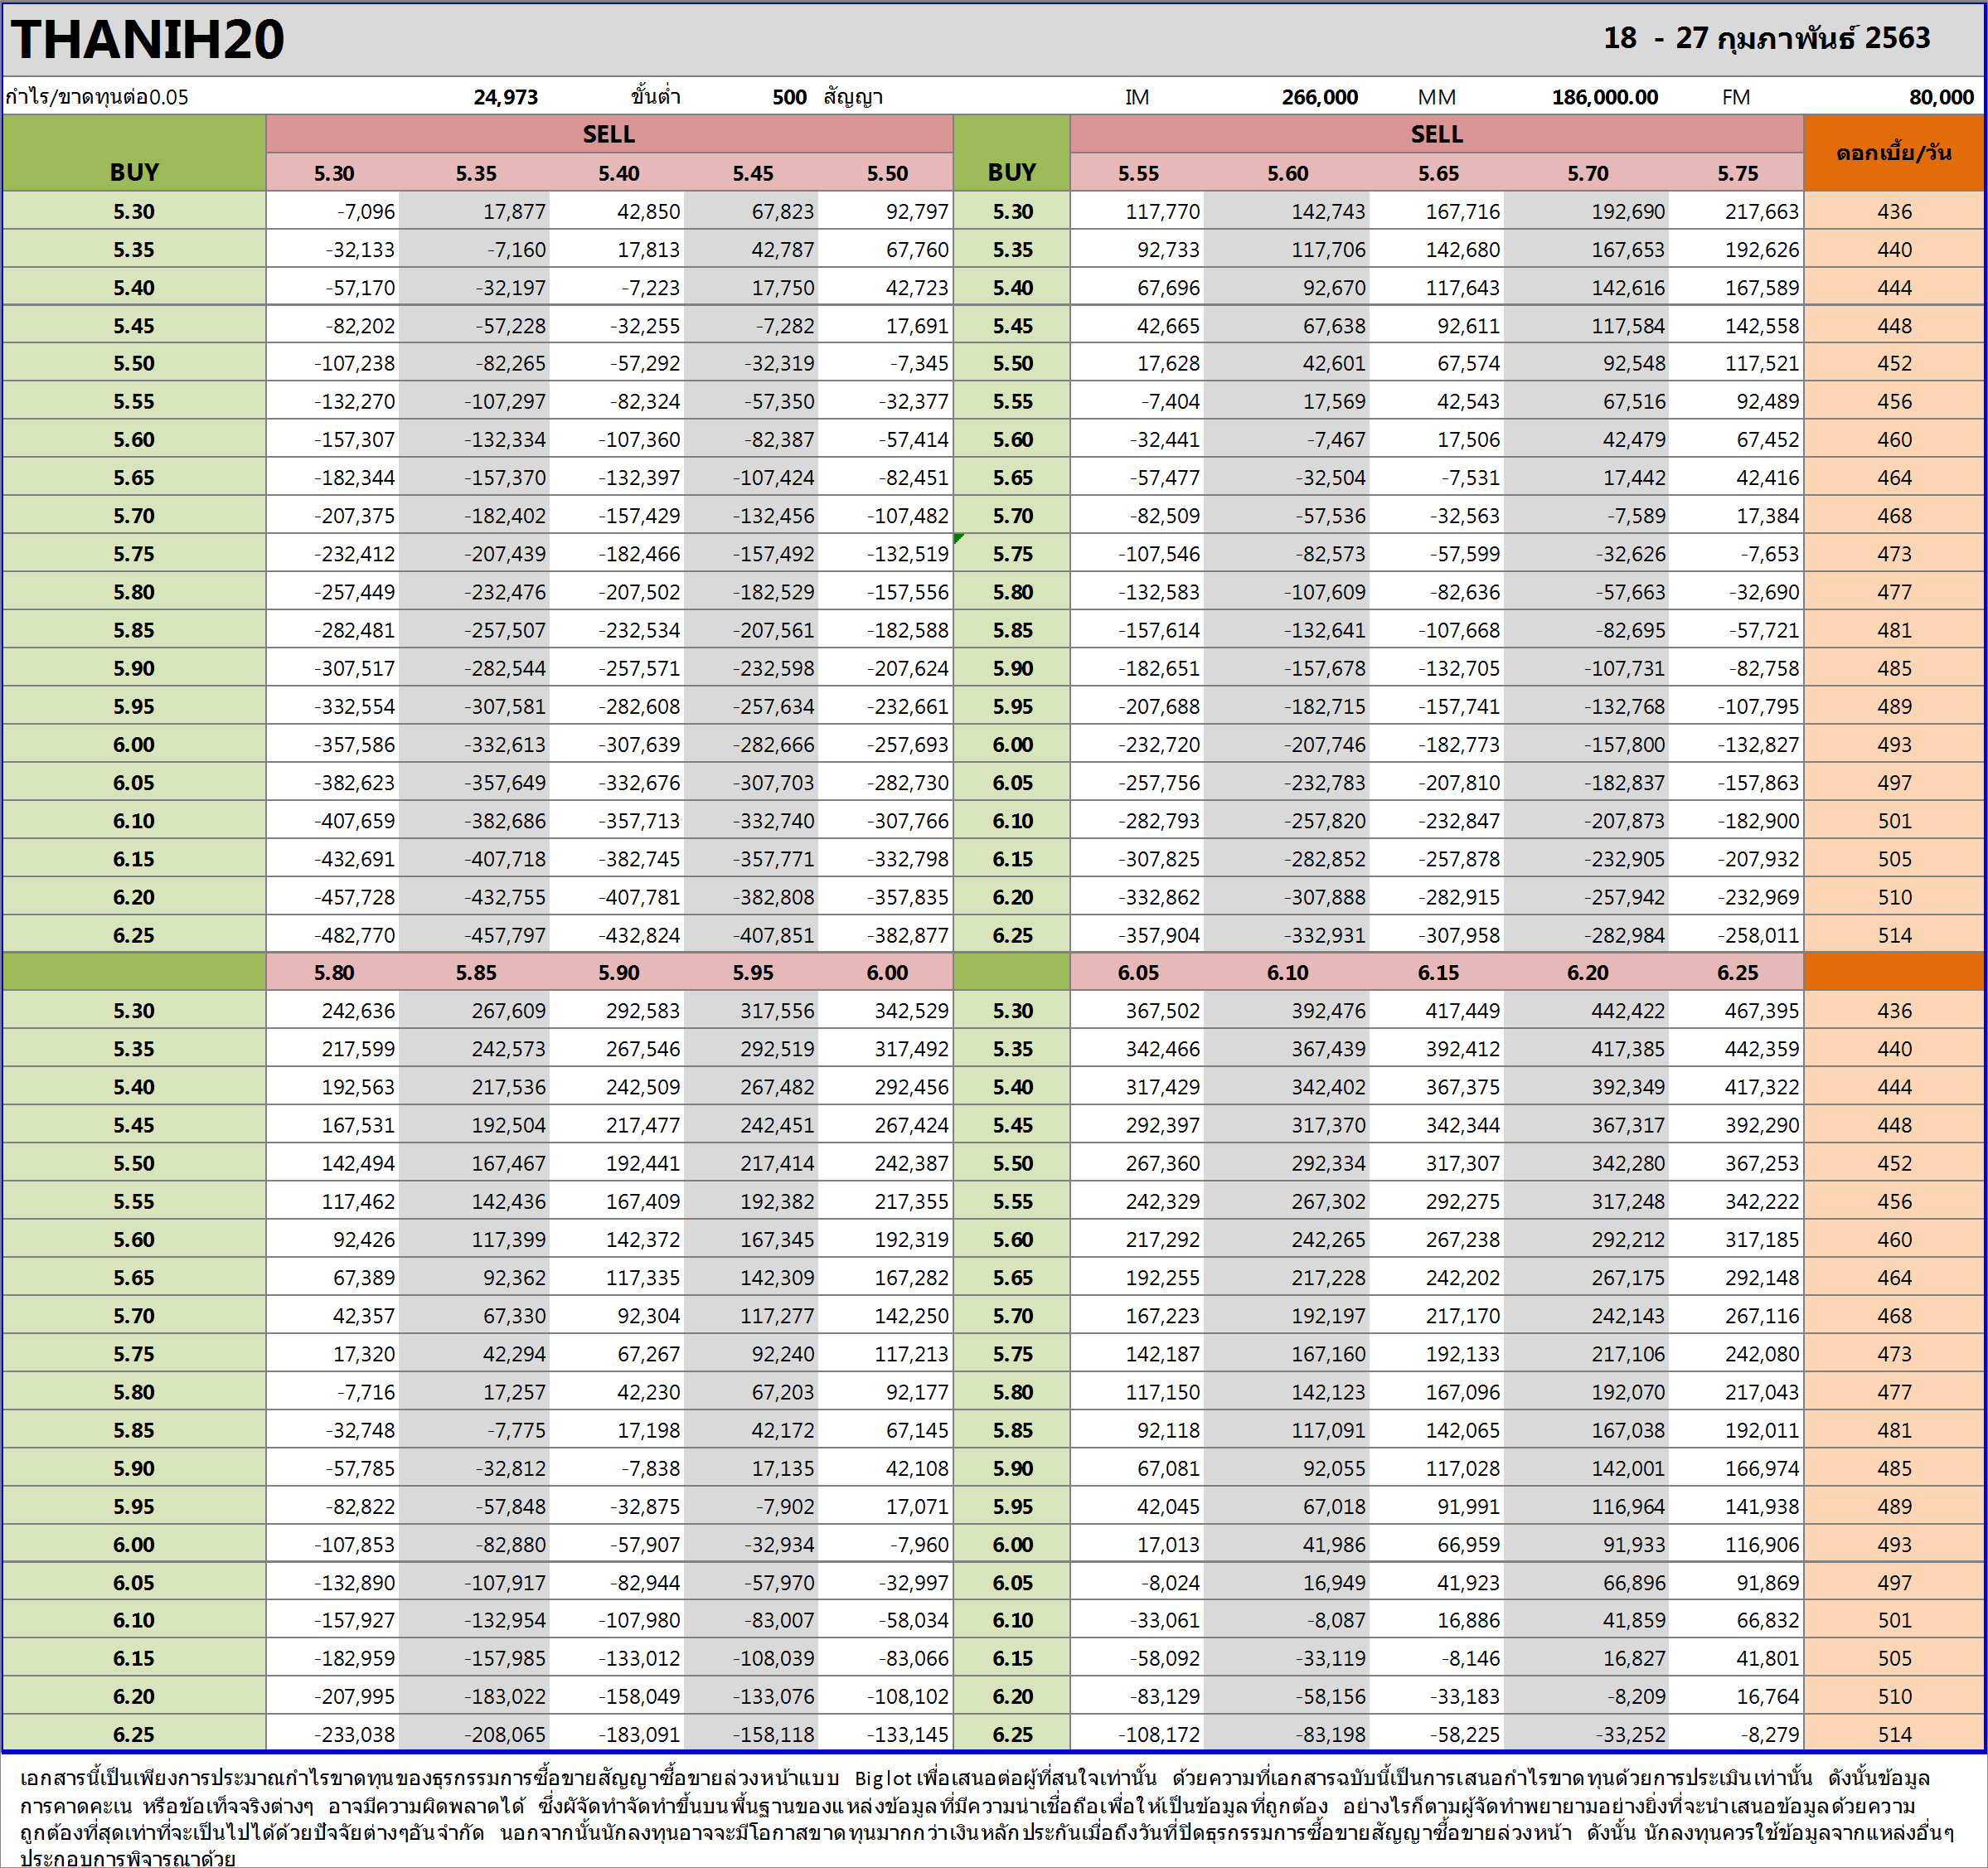 THANIH20 18 - 27 กุมภาพันธ์ 2563
กำไร/ขาดทุนต่อ0.05 24,973 ขั้นต่ำ 500 สัญญา IM 266,000 MM 186,000.00 FM 80,000
SELL SELL
BUY 5.30 5.35 5.40 5.45 5.50 BUY 5.55 5.60 5.65 5.70 5.75 ดอกเบี้ย/วัน
5.30 -7,096 17,877 42,850 67,823 92,797 5.30 117,770 142,743 167,716 192,690 217,663 436
5.35 -32,133 -7,160 17,813 42,787 67,760 5.35 92,733 117,706 142,680 167,653 192,626 440
5.40 -57,170 -32,197 -7,223 17,750 42,723 5.40 67,696 92,670 117,643 142,616 167,589 444
5.45 -82,202 -57,228 -32,255 -7,282 17,691 5.45 42,665 67,638 92,611 117,584 142,558 448
5.50 -107,238 -82,265 -57,292 -32,319 -7,345 5.50 17,628 42,601 67,574 92,548 117,521 452
5.55 -132,270 -107,297 -82,324 -57,350 -32,377 5.55 -7,404 17,569 42,543 67,516 92,489 456
5.60 -157,307 -132,334 -107,360 -82,387 -57,414 5.60 -32,441 -7,467 17,506 42,479 67,452 460
5.65 -182,344 -157,370 -132,397 -107,424 -82,451 5.65 -57,477 -32,504 -7,531 17,442 42,416 464
5.70 -207,375 -182,402 -157,429 -132,456 -107,482 5.70 -82,509 -57,536 -32,563 -7,589 17,384 468
5.75 -232,412 -207,439 -182,466 -157,492 -132,519 5.75 -107,546 -82,573 -57,599 -32,626 -7,653 473
5.80 -257,449 -232,476 -207,502 -182,529 -157,556 5.80 -132,583 -107,609 -82,636 -57,663 -32,690 477
5.85 -282,481 -257,507 -232,534 -207,561 -182,588 5.85 -157,614 -132,641 -107,668 -82,695 -57,721 481
5.90 -307,517 -282,544 -257,571 -232,598 -207,624 5.90 -182,651 -157,678 -132,705 -107,731 -82,758 485
5.95 -332,554 -307,581 -282,608 -257,634 -232,661 5.95 -207,688 -182,715 -157,741 -132,768 -107,795 489
6.00 -357,586 -332,613 -307,639 -282,666 -257,693 6.00 -232,720 -207,746 -182,773 -157,800 -132,827 493
6.05 -382,623 -357,649 -332,676 -307,703 -282,730 6.05 -257,756 -232,783 -207,810 -182,837 -157,863 497
6.10 -407,659 -382,686 -357,713 -332,740 -307,766 6.10 -282,793 -257,820 -232,847 -207,873 -182,900 501
6.15 -432,691 -407,718 -382,745 -357,771 -332,798 6.15 -307,825 -282,852 -257,878 -232,905 -207,932 505
6.20 -457,728 -432,755 -407,781 -382,808 -357,835 6.20 -332,862 -307,888 -282,915 -257,942 -232,969 510
6.25 -482,770 -457,797 -432,824 -407,851 -382,877 6.25 -357,904 -332,931 -307,958 -282,984 -258,011 514
5.80 5.85 5.90 5.95 6.00 6.05 6.10 6.15 6.20 6.25
5.30 242,636 267,609 292,583 317,556 342,529 5.30 367,502 392,476 417,449 442,422 467,395 436
5.35 217,599 242,573 267,546 292,519 317,492 5.35 342,466 367,439 392,412 417,385 442,359 440
5.40 192,563 217,536 242,509 267,482 292,456 5.40 317,429 342,402 367,375 392,349 417,322 444
5.45 167,531 192,504 217,477 242,451 267,424 5.45 292,397 317,370 342,344 367,317 392,290 448
5.50 142,494 167,467 192,441 217,414 242,387 5.50 267,360 292,334 317,307 342,280 367,253 452
5.55 117,462 142,436 167,409 192,382 217,355 5.55 242,329 267,302 292,275 317,248 342,222 456
5.60 92,426 117,399 142,372 167,345 192,319 5.60 217,292 242,265 267,238 292,212 317,185 460
5.65 67,389 92,362 117,335 142,309 167,282 5.65 192,255 217,228 242,202 267,175 292,148 464
5.70 42,357 67,330 92,304 117,277 142,250 5.70 167,223 192,197 217,170 242,143 267,116 468
5.75 17,320 42,294 67,267 92,240 117,213 5.75 142,187 167,160 192,133 217,106 242,080 473
5.80 -7,716 17,257 42,230 67,203 92,177 5.80 117,150 142,123 167,096 192,070 217,043 477
5.85 -32,748 -7,775 17,198 42,172 67,145 5.85 92,118 117,091 142,065 167,038 192,011 481
5.90 -57,785 -32,812 -7,838 17,135 42,108 5.90 67,081 92,055 117,028 142,001 166,974 485
5.95 -82,822 -57,848 -32,875 -7,902 17,071 5.95 42,045 67,018 91,991 116,964 141,938 489
6.00 -107,853 -82,880 -57,907 -32,934 -7,960 6.00 17,013 41,986 66,959 91,933 116,906 493
6.05 -132,890 -107,917 -82,944 -57,970 -32,997 6.05 -8,024 16,949 41,923 66,896 91,869 497
6.10 -157,927 -132,954 -107,980 -83,007 -58,034 6.10 -33,061 -8,087 16,886 41,859 66,832 501
6.15 -182,959 -157,985 -133,012 -108,039 -83,066 6.15 -58,092 -33,119 -8,146 16,827 41,801 505
6.20 -207,995 -183,022 -158,049 -133,076 -108,102 6.20 -83,129 -58,156 -33,183 -8,209 16,764 510
6.25 -233,038 -208,065 -183,091 -158,118 -133,145 6.25 -108,172 -83,198 -58,225 -33,252 -8,279 514
เอกสารนี้เป็นเพียงการประมาณกำไรขาดทุนของธุรกรรมการซื้อขายสัญญาซื้อขายล่วงหน้าแบบ Big lot เพื่อเสนอต่อผู้ที่สนใจเท่านั้น ด้วยความที่เอกสารฉบับนี้เป็นการเสนอกำไรขาดทุนด้วยการประเมินเท่านั้น ดังนั้นข้อมูล
การคาดคะเน หรือข้อเท็จจริงต่างๆ อาจมีความผิดพลาดได้ ซึ่งผัจัดทำจัดทำขึ้นบนพื้นฐานของแหล่งข้อมูลที่มีความน่าเชื่อถือเพื่อให้เป็นข้อมูลที่ถูกต้อง อย่างไรก็ตามผู้จัดทำพยายามอย่างยิ่งที่จะนำเสนอข้อมูลด้วยความ
ถูกต้องที่สุดเท่าที่จะเป็นไปได้ด้วยปัจจัยต่างๆอันจำกัด นอกจากนั้นนักลงทุนอาจจะมีโอกาสขาดทุนมากกว่าเงินหลักประกันเมื่อถึงวันที่ปิดธุรกรรมการซื้อขายสัญญาซื้อขายล่วงหน้า ดังนั้น นักลงทุนควรใช้ข้อมูลจากแหล่งอื่นๆ
ประกอบการพิจารณาด้วย